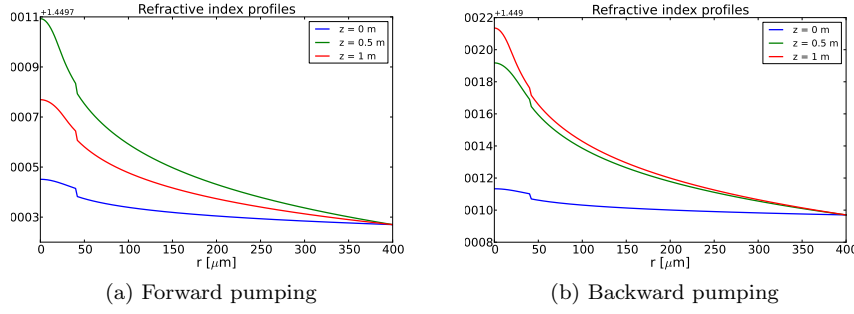 Refractive index profiles
+1.4497
0011
0007
0005
0003
0 50 100 150 200 250 300 350 400
r [μm]
z = 0 m
z = 0.5 m
z = 1 m
(a) Forward pumping
Refractive index profiles
+1.449
0022
0020
0018
0016
0014
0012
0010
0008
0 50 100 150 200 250 300 350 400
r [μm]
z = 0 m
z = 0.5 m
z = 1 m
(b) Backward pumping